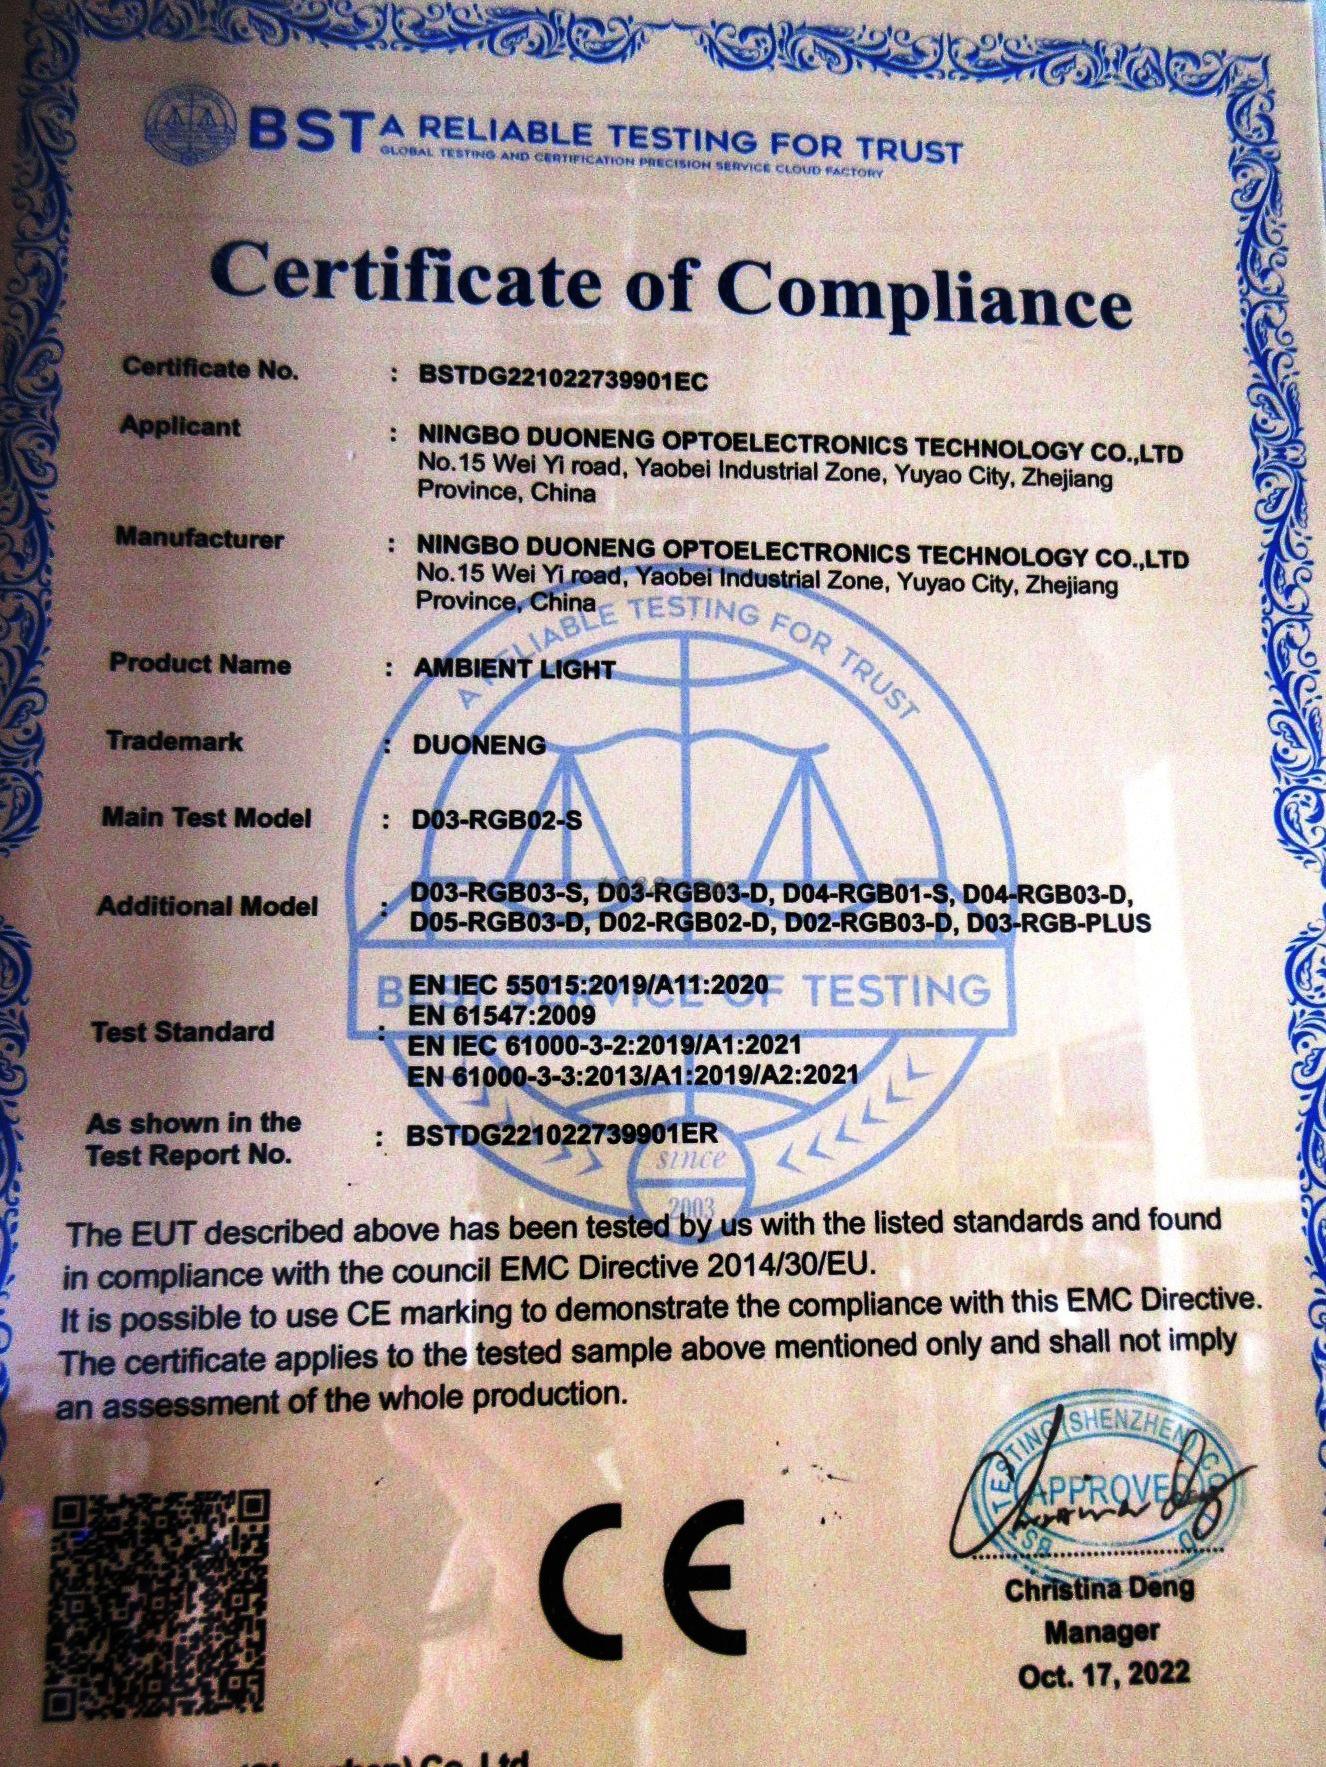 BST A RELIABLE TESTING FOR TRUST
GLOBAL TESTING AND CERTIFICATION PRECISION SERVICE CLOUD FACTORY
Certificate of Compliance
Certificate No. : BSTDG221022739901EC
Applicant : NINGBO DUONENG OPTOELECTRONICS TECHNOLOGY CO.,LTD
No.15 Wei Yi road, Yaobei Industrial Zone, Yuyao City, Zhejiang
Province, China
Manufacturer : NINGBO DUONENG OPTOELECTRONICS TECHNOLOGY CO.,LTD
No.15 Wei Yi road, Yaobei Industrial Zone, Yuyao City, Zhejiang
Province, China
A RELIABLE TESTING FOR TRUST
Product Name : AMBIENT LIGHT
Trademark : DUONENG
Main Test Model : D03-RGB02-S
Additional Model : D03-RGB03-S, D03-RGB03-D, D04-RGB01-S, D04-RGB03-D,
D05-RGB03-D, D02-RGB02-D, D02-RGB03-D, D03-RGB-PLUS
BEST SERVICE OF TESTING
Test Standard : EN IEC 55015:2019/A11:2020
EN 61547:2009
EN IEC 61000-3-2:2019/A1:2021
EN 61000-3-3:2013/A1:2019/A2:2021
As shown in the
Test Report No. : BSTDG221022739901ER
since
2003
The EUT described above has been tested by us with the listed standards and found
in compliance with the council EMC Directive 2014/30/EU.
It is possible to use CE marking to demonstrate the compliance with this EMC Directive.
The certificate applies to the tested sample above mentioned only and shall not imply
an assessment of the whole production.
CE
BST TESTING (SHENZHEN) CO
APPROVED
Christina Deng
Manager
Oct. 17, 2022
Co.,Ltd